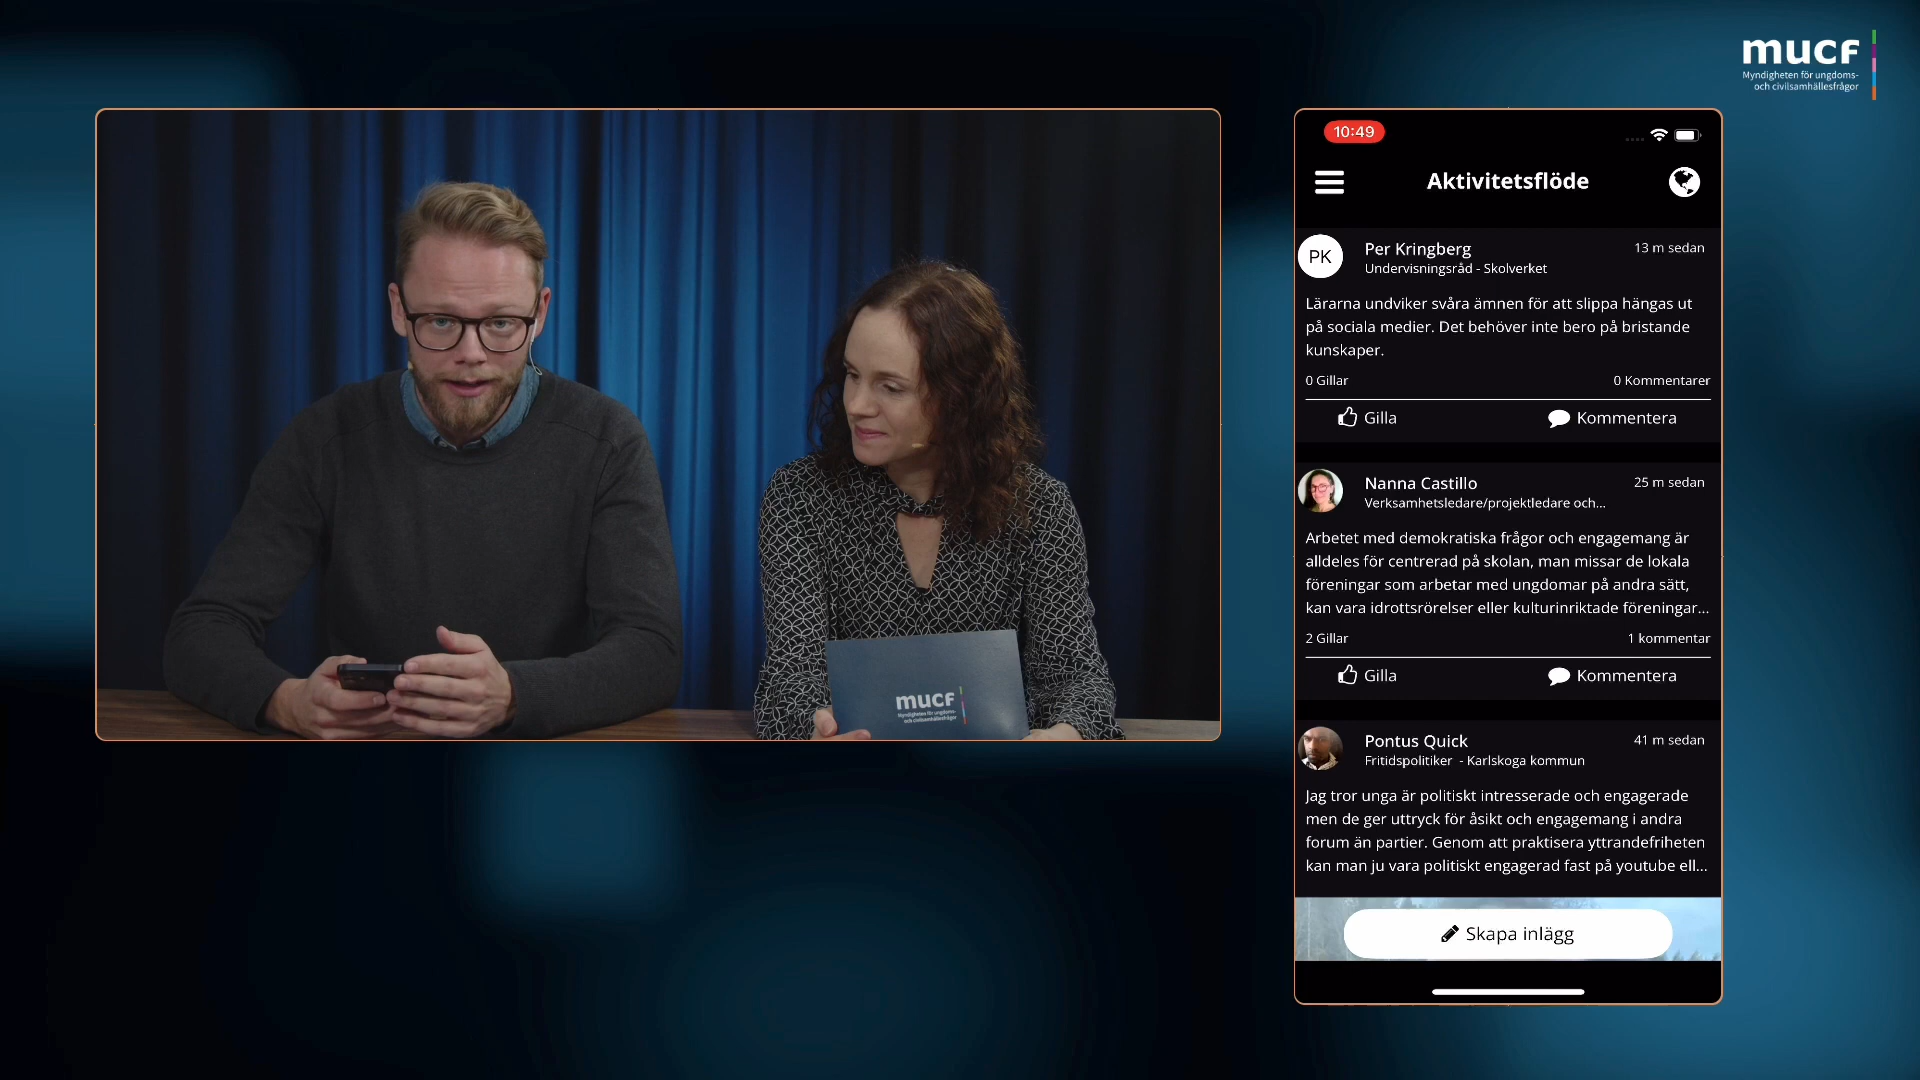 mucf
Myndigheten för ungdoms-
och civilsamhällesfrågor
10:49
Aktivitetsflöde
PK
Per Kringberg
13 m sedan
Undervisningsråd - Skolverket
Lärarna undviker svåra ämnen för att slippa hängas ut
på sociala medier. Det behöver inte bero på bristande
kunskaper.
0 Gillar
0 Kommentarer
Gilla
Kommentera
Nanna Castillo
25 m sedan
Verksamhetsledare/projektledare och...
Arbetet med demokratiska frågor och engagemang är
alldeles för centrerad på skolan, man missar de lokala
föreningar som arbetar med ungdomar på andra sätt,
kan vara idrottsrörelser eller kulturinriktade föreningar...
2 Gillar
1 kommentar
Gilla
Kommentera
Pontus Quick
41 m sedan
Fritidspolitiker - Karlskoga kommun
Jag tror unga är politiskt intresserade och engagerade
men de ger uttryck för åsikt och engagemang i andra
forum än partier. Genom att praktisera yttrandefriheten
kan man ju vara politiskt engagerad fast på youtube ell...
Skapa inlägg
mucf
Myndigheten för ungdoms-
och civilsamhällesfrågor